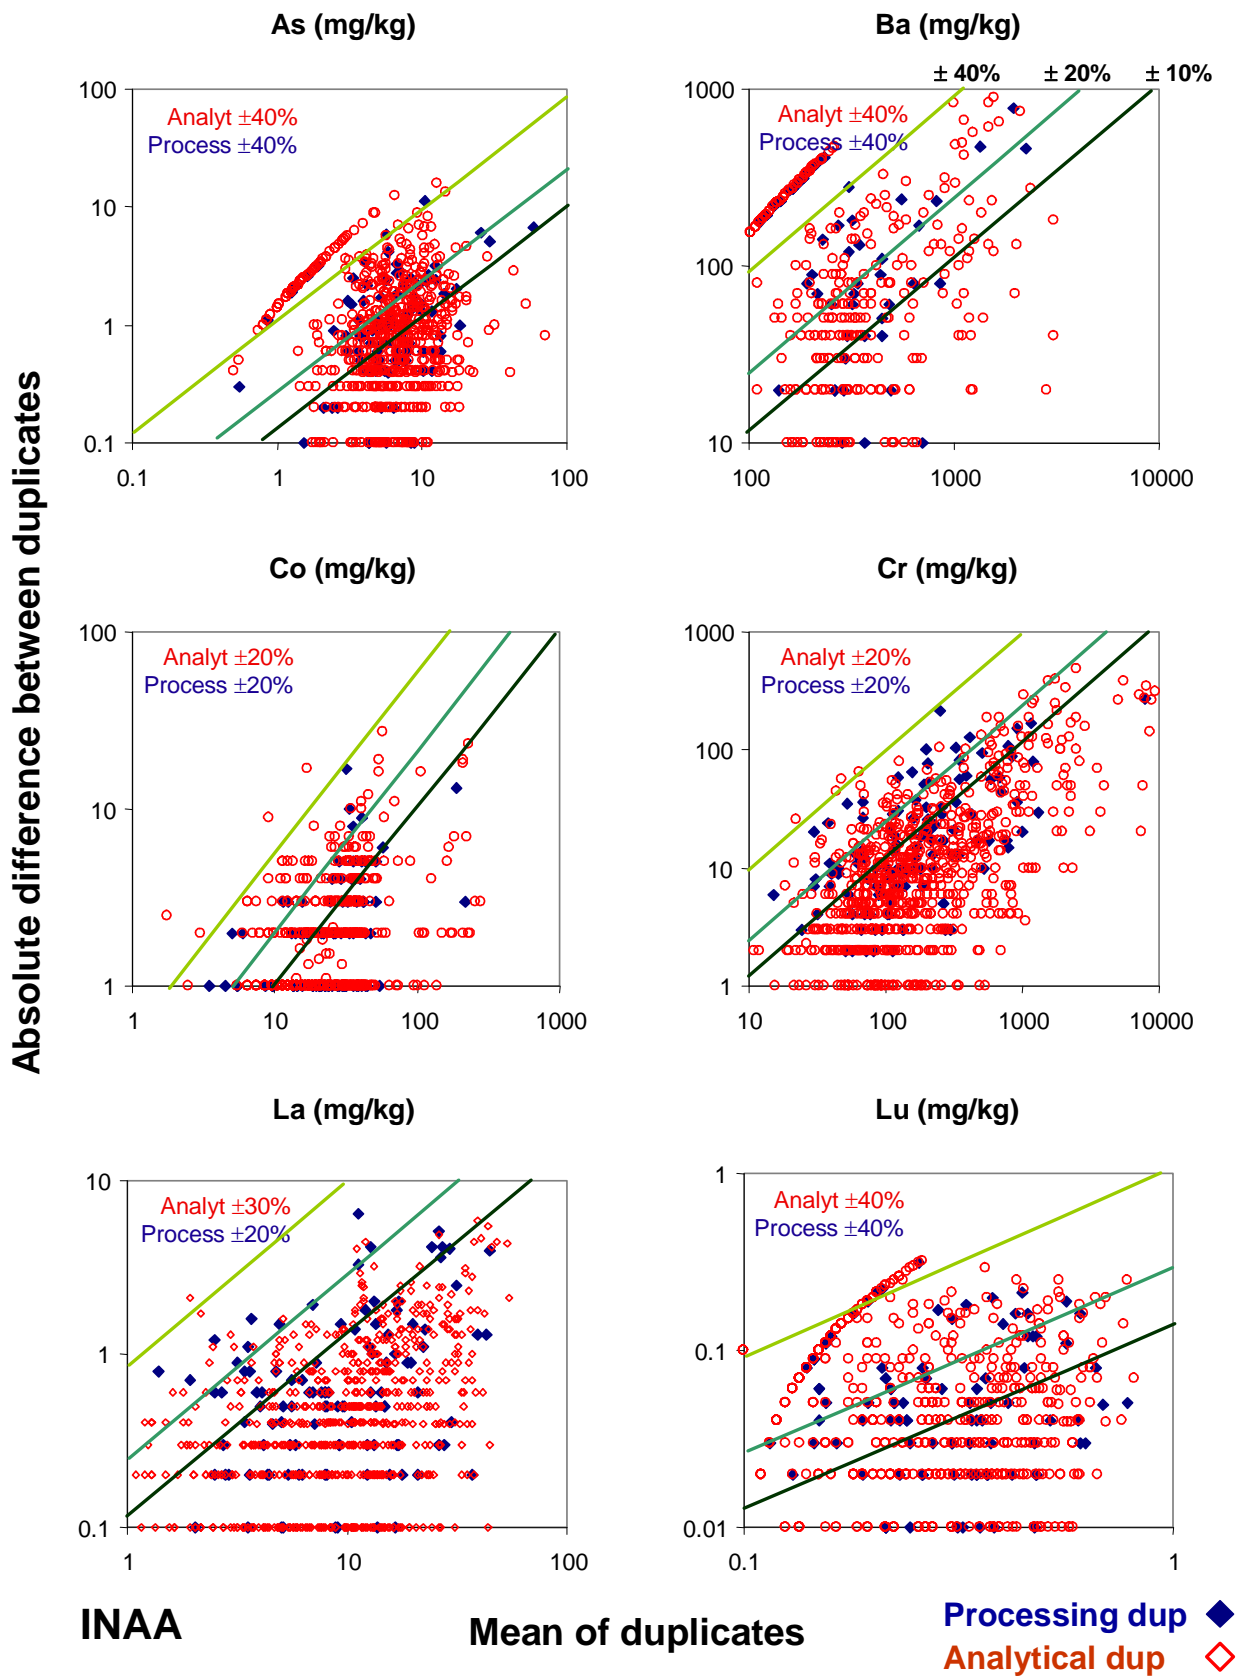 As (mg/kg)
Ba (mg/kg)
± 40%
± 20%
± 10%
100
10
1
0.1
Analyt ±40%
Process ±40%
0.1
1
10
100
1000
100
10
Analyt ±40%
Process ±40%
100
1000
10000
Absolute difference between duplicates
Co (mg/kg)
Cr (mg/kg)
100
10
1
Analyt ±20%
Process ±20%
1
10
100
1000
1000
100
10
1
Analyt ±20%
Process ±20%
10
100
1000
10000
La (mg/kg)
Lu (mg/kg)
10
1
0.1
Analyt ±30%
Process ±20%
1
10
100
1
0.1
0.01
Analyt ±40%
Process ±40%
0.1
1
INAA
Mean of duplicates
Processing dup
Analytical dup